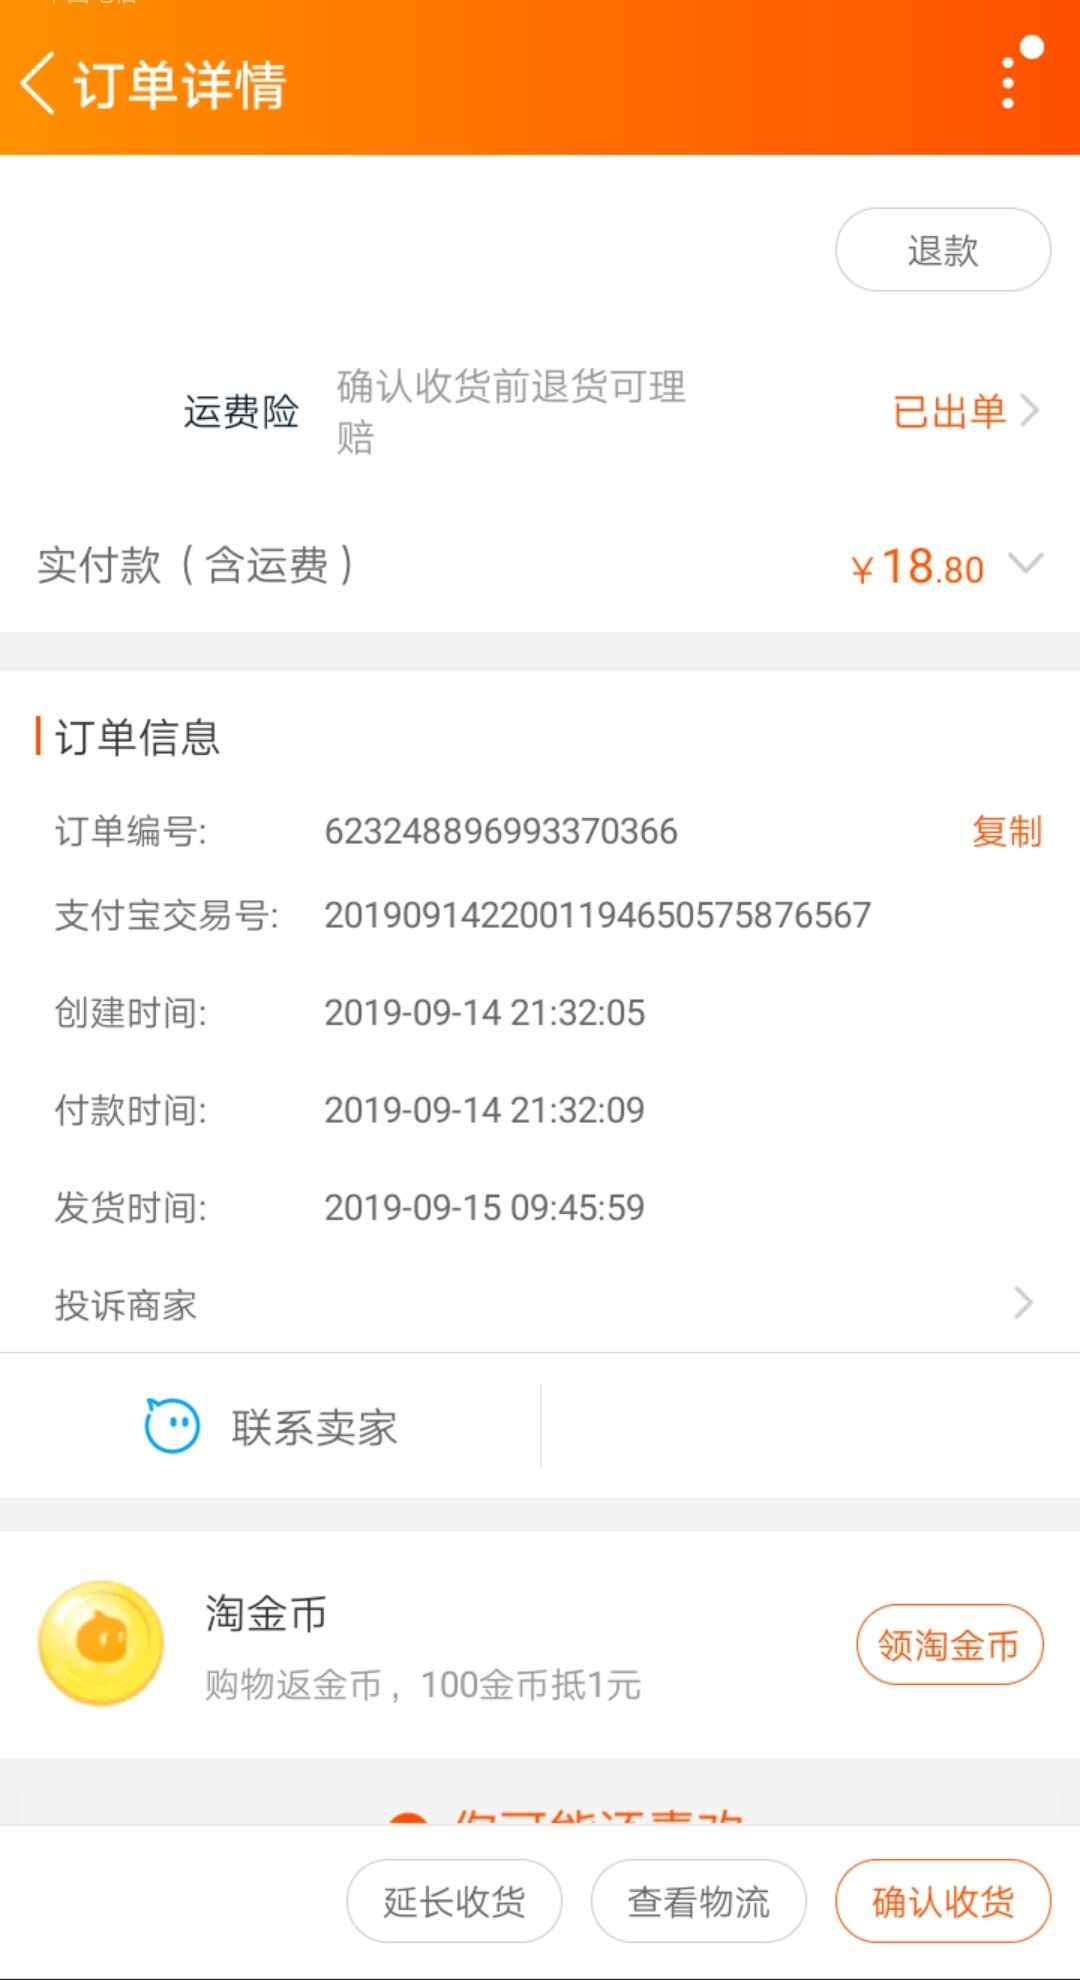 订单详情
退款
运费险
确认收货前退货可理
赔
已出单
实付款（含运费）
￥18.80
订单信息
订单编号: 623248896993370366 复制
支付宝交易号: 2019091422001194650575876567
创建时间: 2019-09-14 21:32:05
付款时间: 2019-09-14 21:32:09
发货时间: 2019-09-15 09:45:59
投诉商家
联系卖家
淘金币
购物返金币，100金币抵1元
领淘金币
你可能还喜欢
延长收货 查看物流 确认收货